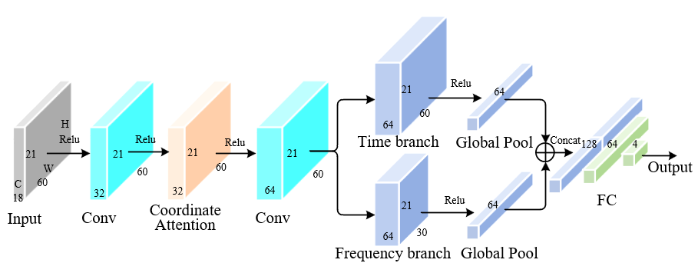 H
21
W
60
C
18
Input
Relu
21
60
32
Conv
Relu
21
60
32
Coordinate
Attention
Relu
21
60
64
Conv
21
60
64
Time branch
Relu
64
Global Pool
21
30
64
Frequency branch
Relu
64
Global Pool
Concat
128
64
4
FC
Output